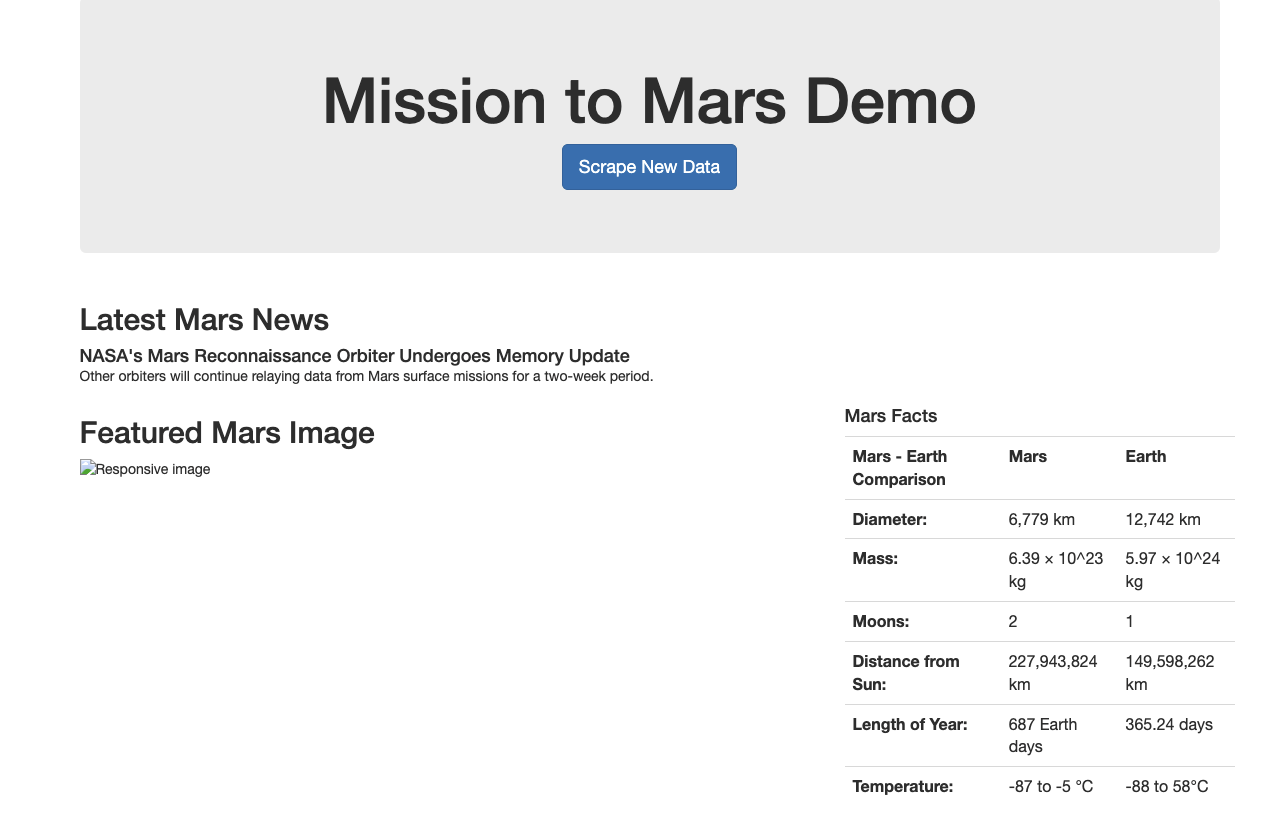 Mission to Mars Demo
Scrape New Data
Latest Mars News
NASA's Mars Reconnaissance Orbiter Undergoes Memory Update
Other orbiters will continue relaying data from Mars surface missions for a two-week period.
Featured Mars Image
Responsive image
Mars Facts
Mars - Earth Comparison Mars Earth
Diameter: 6,779 km 12,742 km
Mass: 6.39 × 10^23 kg 5.97 × 10^24 kg
Moons: 2 1
Distance from Sun: 227,943,824 km 149,598,262 km
Length of Year: 687 Earth days 365.24 days
Temperature: -87 to -5 °C -88 to 58°C